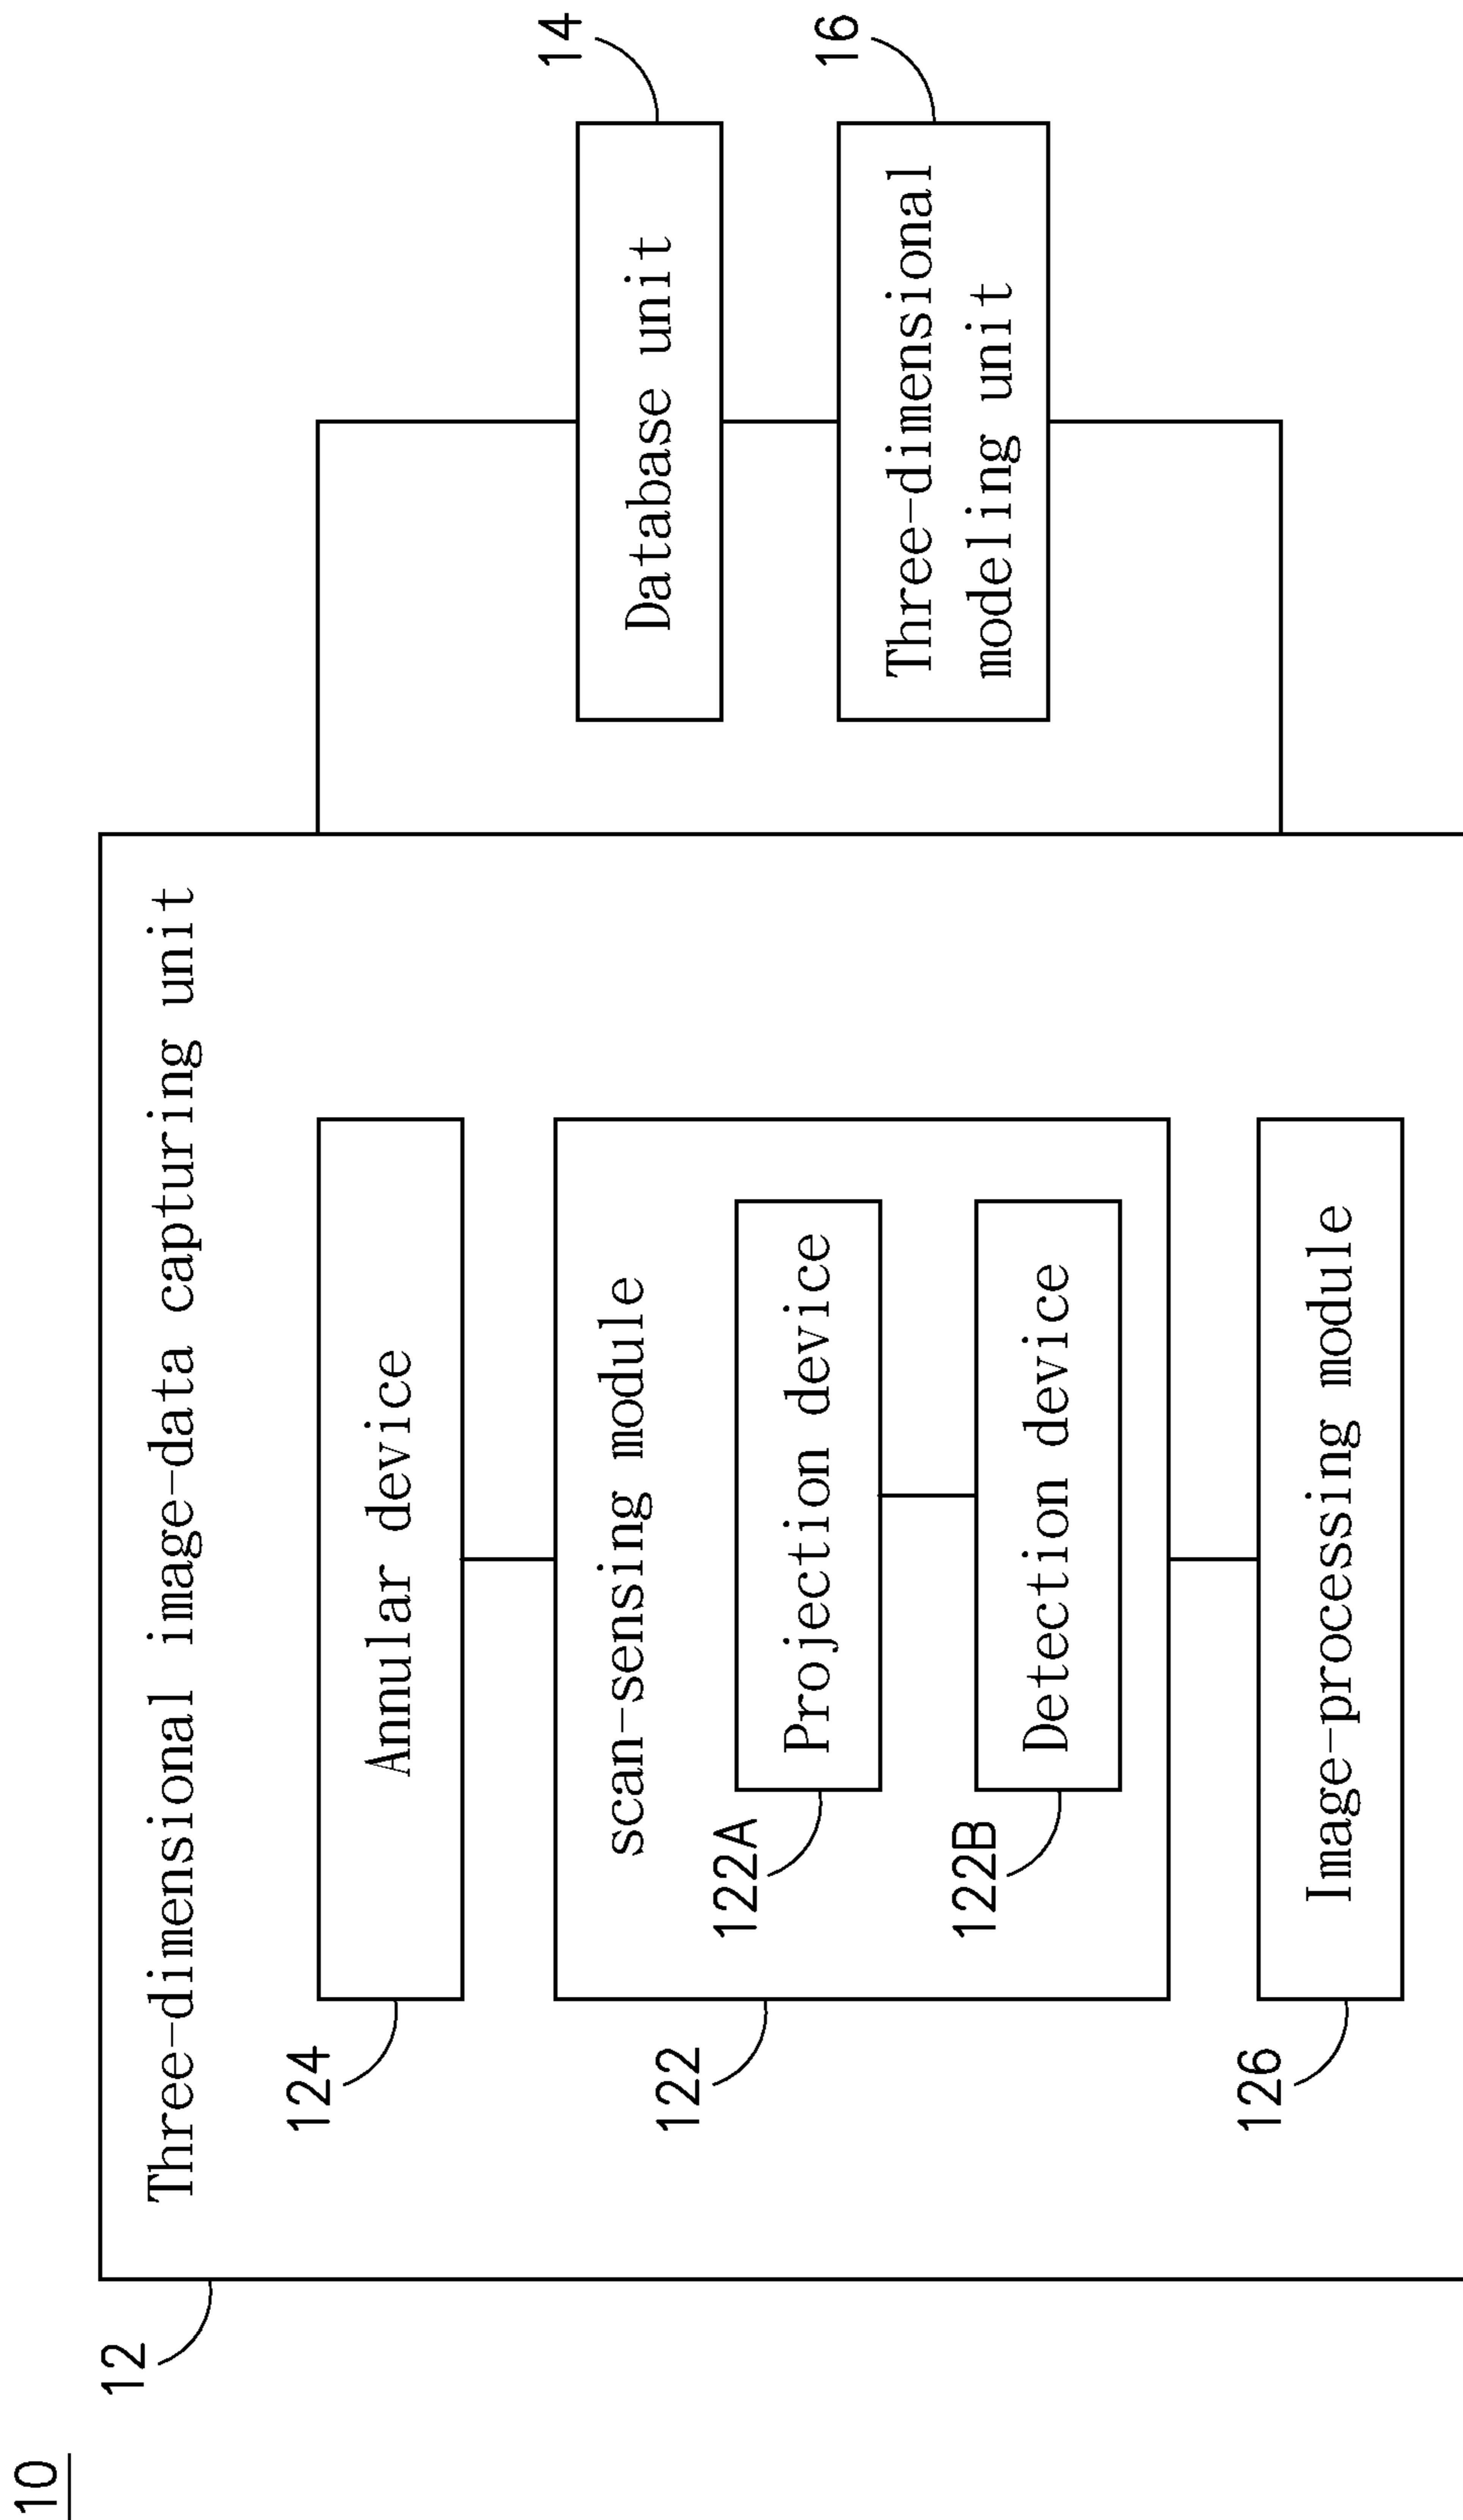 10
12
Three-dimensional image-data capturing unit
124
Annular device
122
scan-sensing module
122A
Projection device
122B
Detection device
126
Image-processing module
14
Database unit
16
Three-dimensional
modeling unit